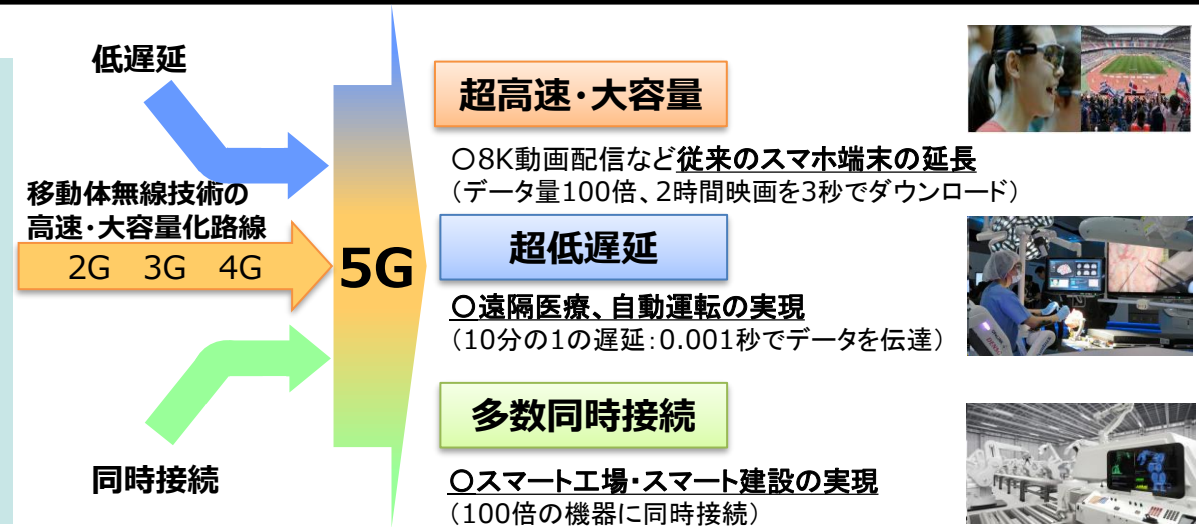 低遅延
移動体無線技術の
高速・大容量化路線
2G 3G 4G
同時接続
5G
超高速・大容量
〇8K動画配信など従来のスマホ端末の延長
（データ量100倍、2時間映画を3秒でダウンロード）
超低遅延
〇遠隔医療、自動運転の実現
（10分の1の遅延：0.001秒でデータを伝達）
多数同時接続
〇スマート工場・スマート建設の実現
（100倍の機器に同時接続）